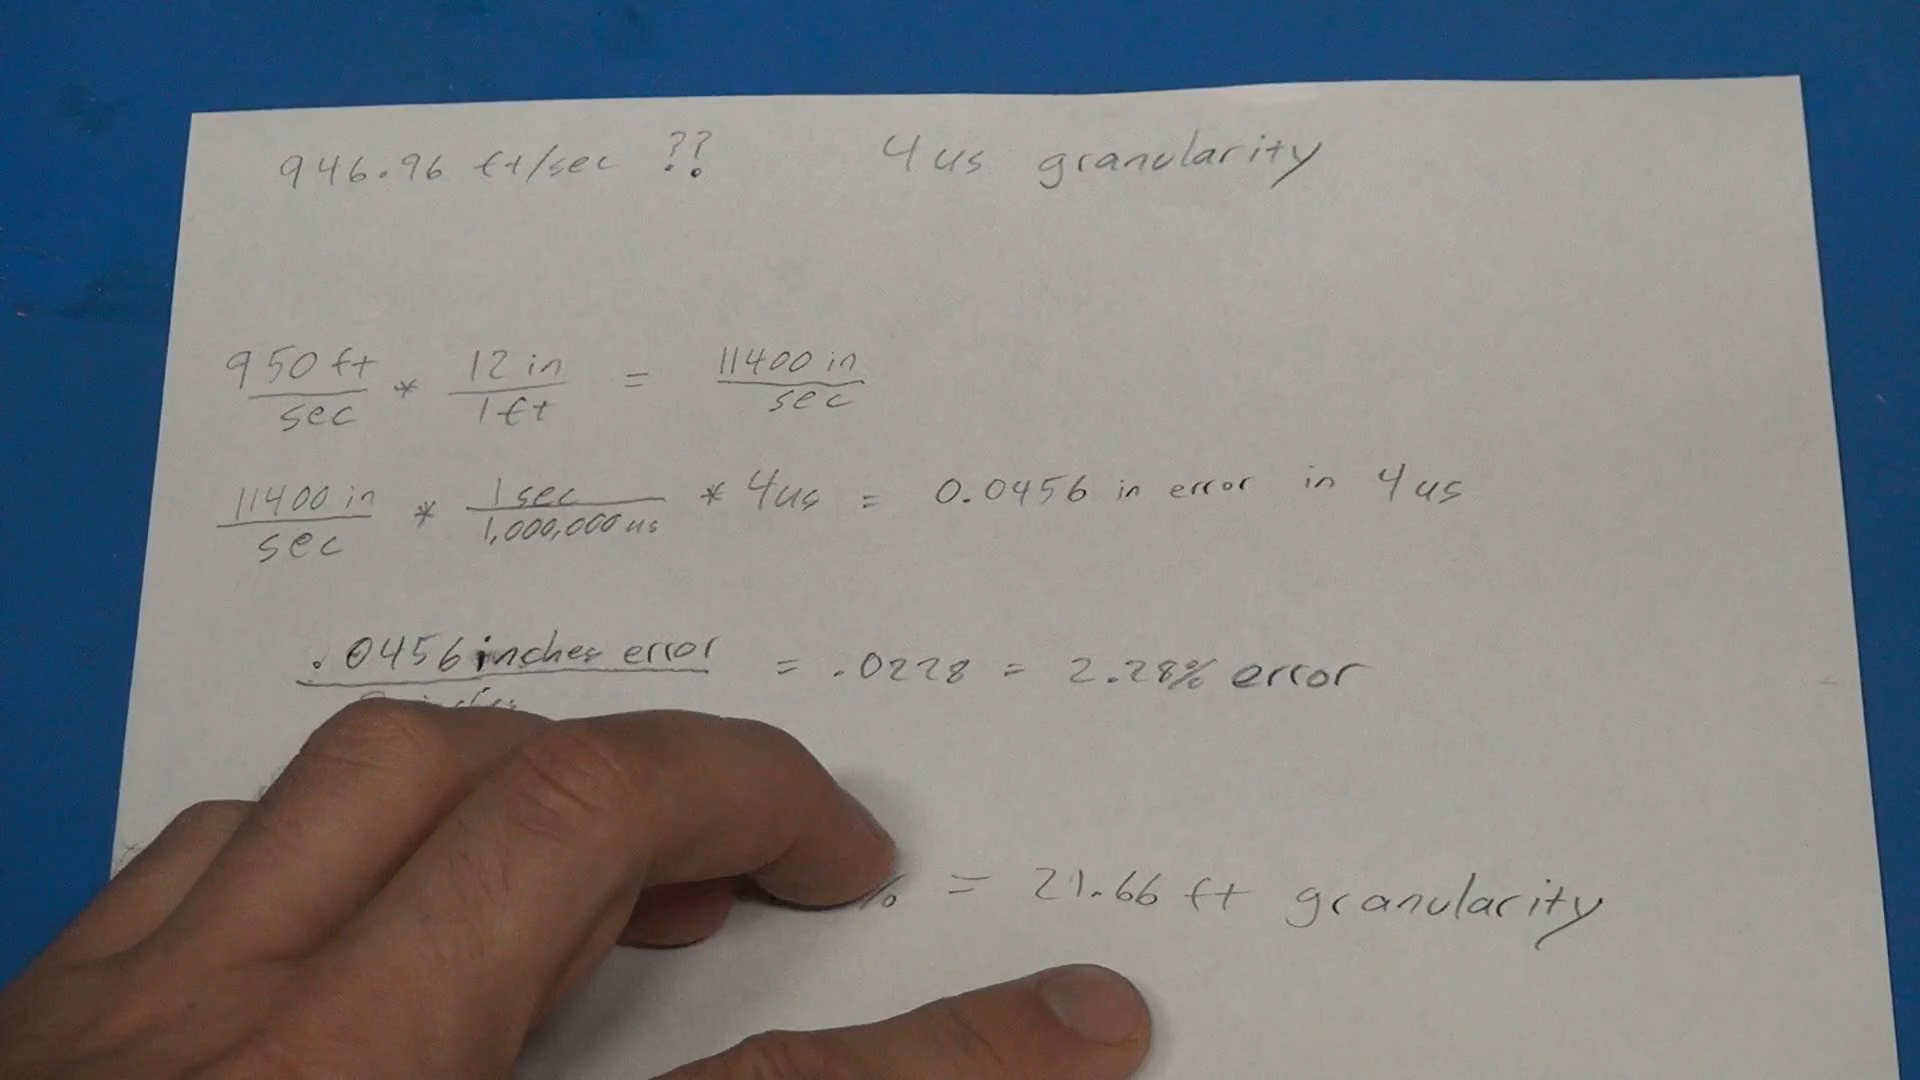 946.96 ft/sec ?? 4us granularity
950 ft/sec * 12 in/1ft = 11400 in/sec
11400 in/sec * 1 sec/1,000,000 us * 4us = 0.0456 in error in 4us
.0456 inches error = .0228 = 2.28% error
% = 21.66 ft granularity